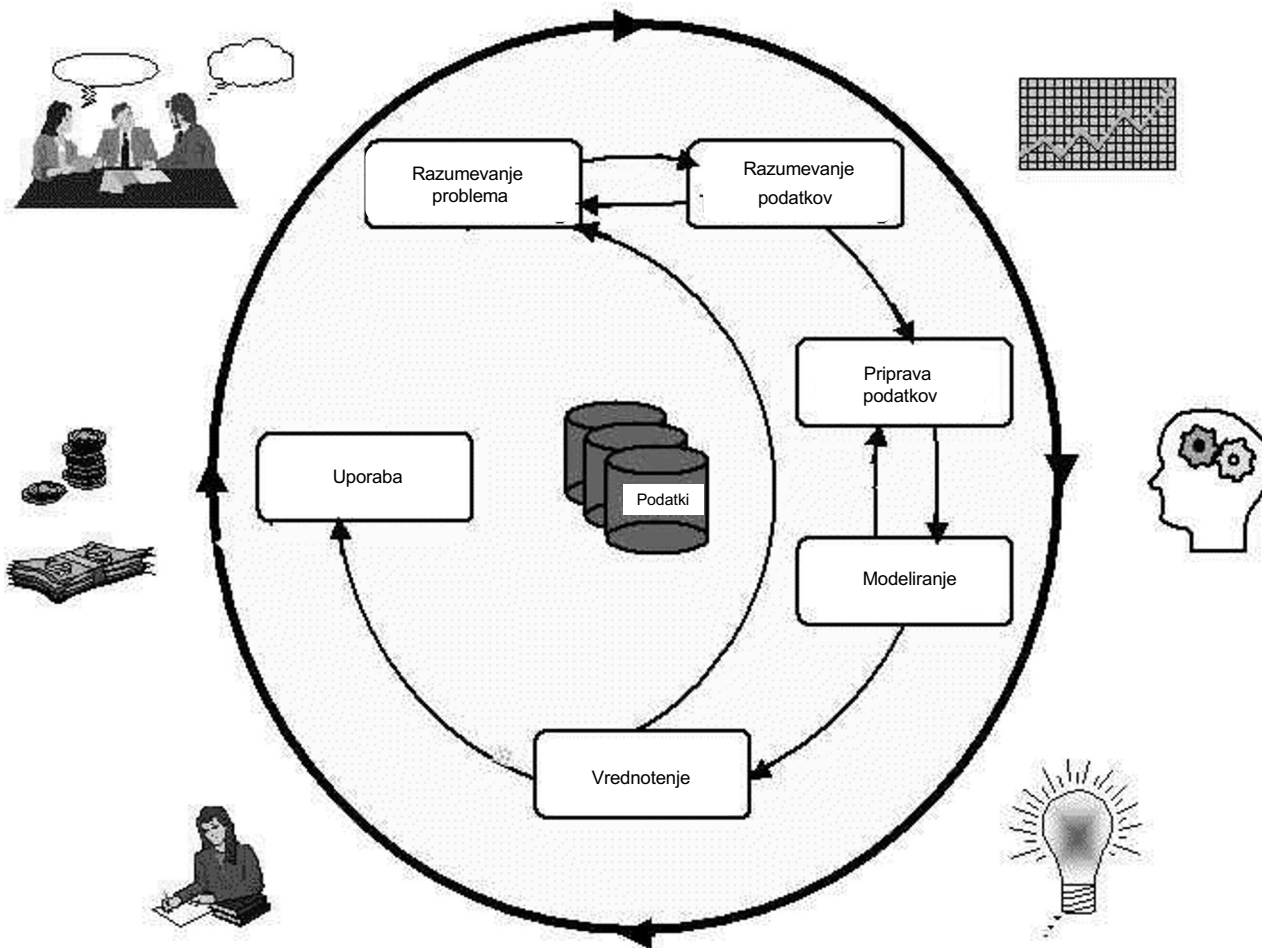 Razumevanje
problema
Razumevanje
podatkov
Priprava
podatkov
Uporaba
Podatki
Modeliranje
Vrednotenje